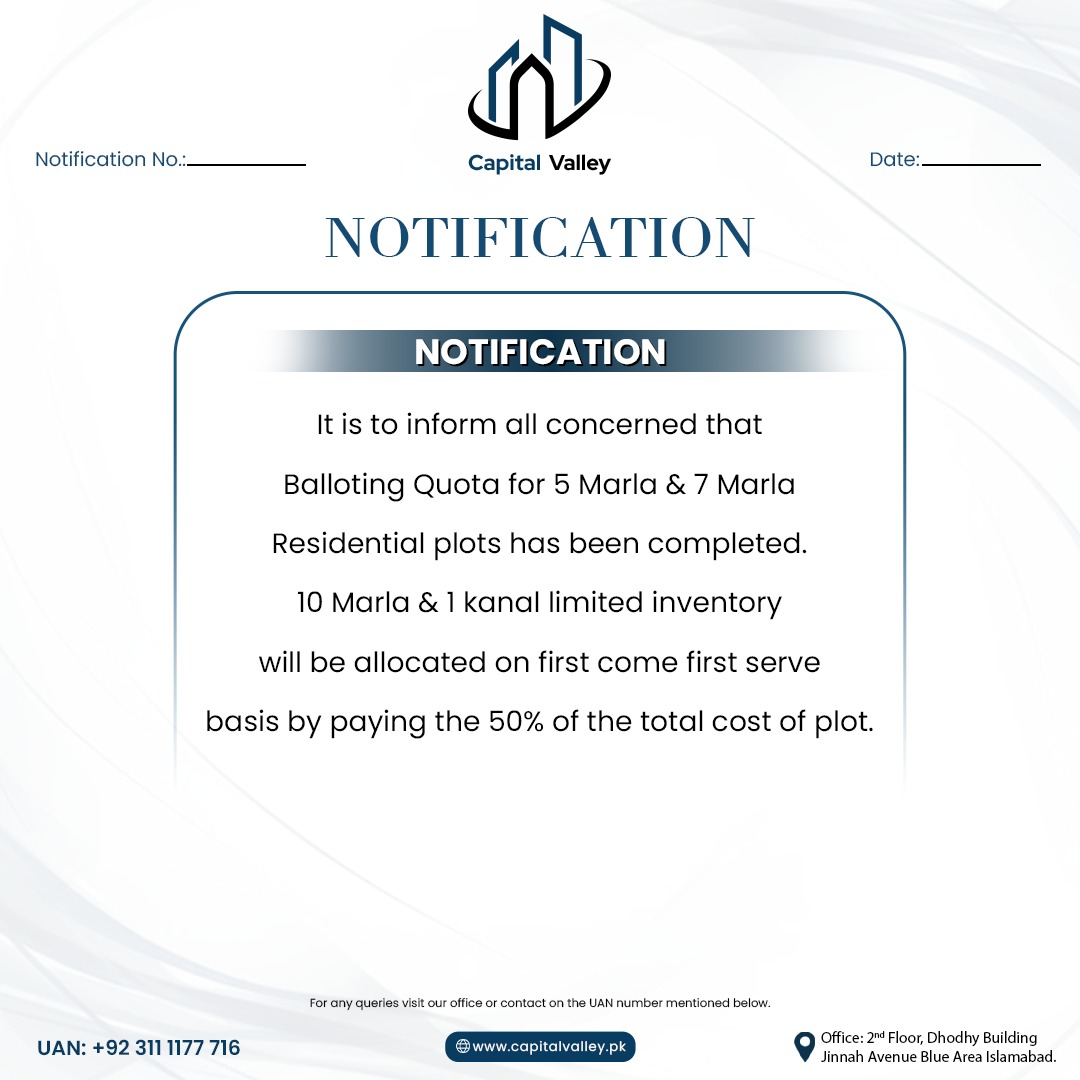 Capital Valley
Notification No.:
Date:
NOTIFICATION
NOTIFICATION
It is to inform all concerned that
Balloting Quota for 5 Marla & 7 Marla
Residential plots has been completed.
10 Marla & 1 kanal limited inventory
will be allocated on first come first serve
basis by paying the 50% of the total cost of plot.
For any queries visit our office or contact on the UAN number mentioned below.
UAN: +92 311 1177 716
www.capitalvalley.pk
Office: 2nd Floor, Dhodhy Building
Jinnah Avenue Blue Area Islamabad.